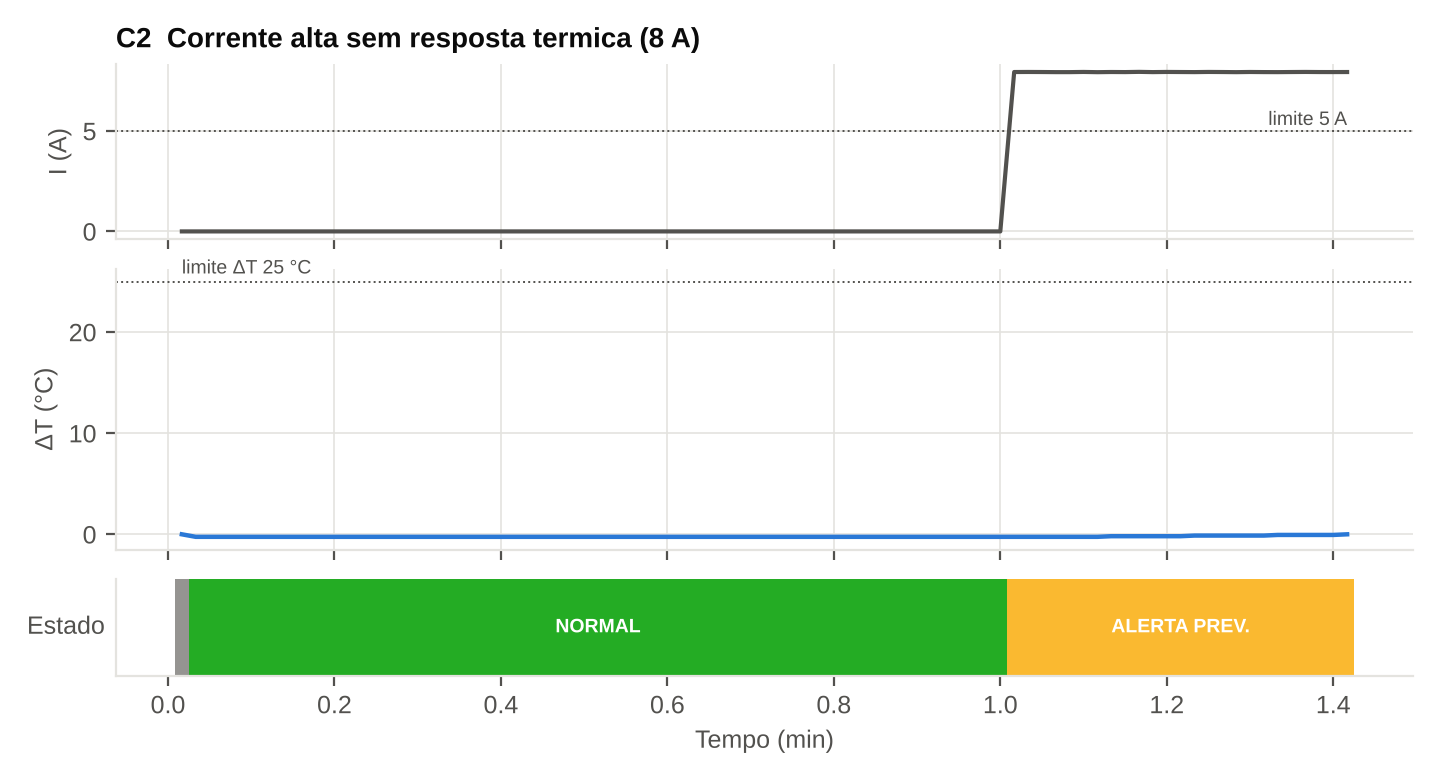 C2  Corrente alta sem resposta termica (8 A)
I (A)
5
0
limite 5 A
limite ΔT 25 °C
ΔT (°C)
20
10
0
Estado
NORMAL
ALERTA PREV.
0.0 0.2 0.4 0.6 0.8 1.0 1.2 1.4
Tempo (min)